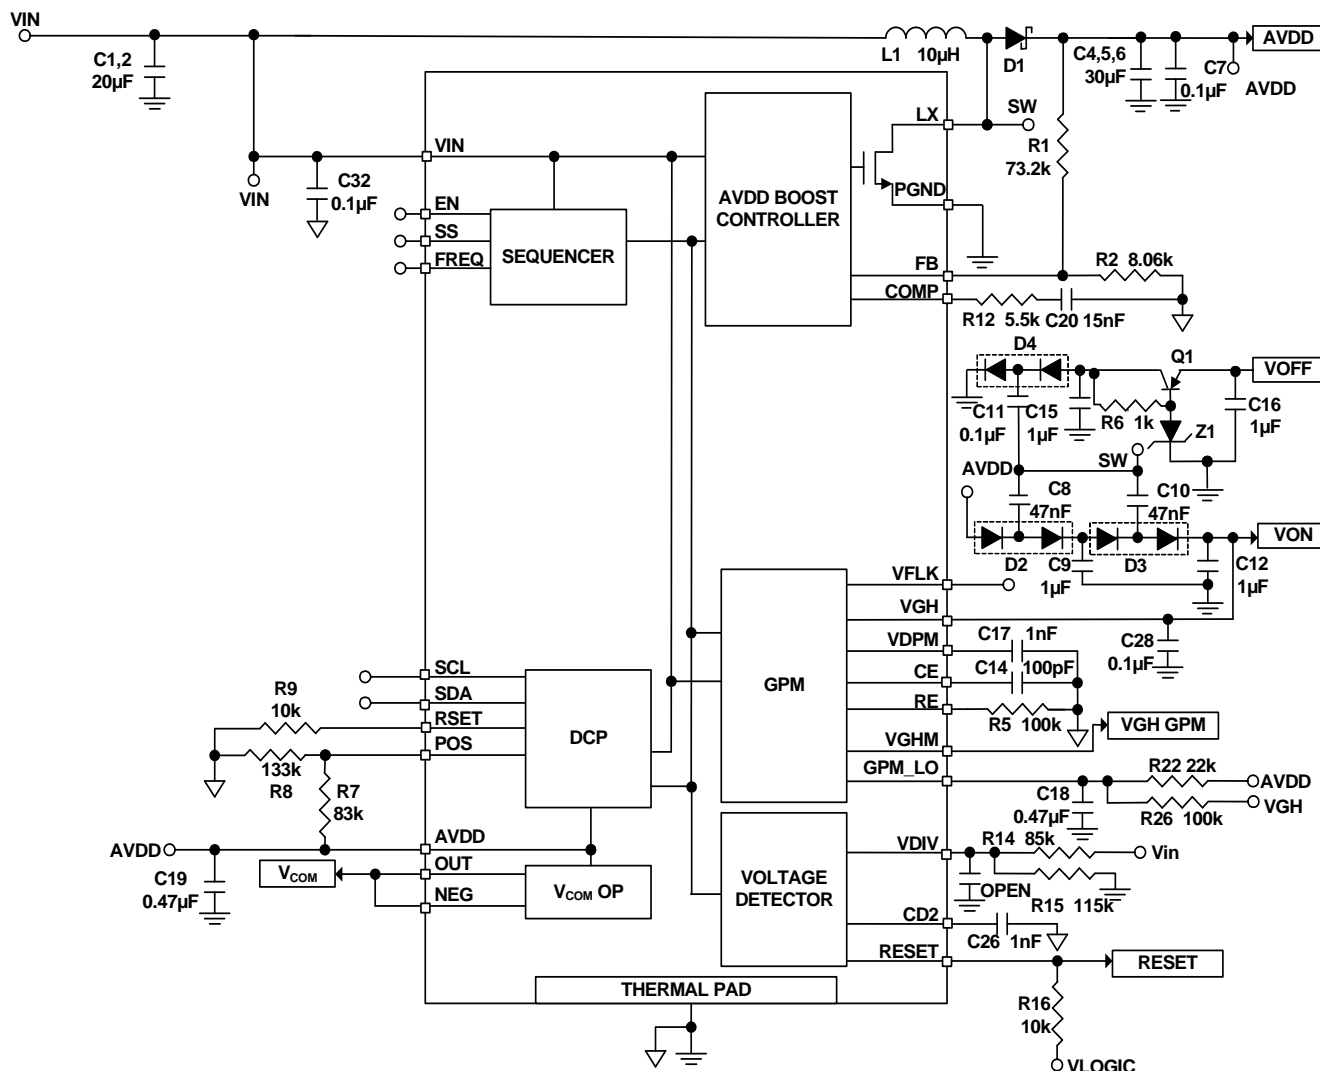 VIN
L1 10µH
D1
C1,2
20µF
C4,5,6
30µF
C7
0.1µF
AVDD
AVDD
LX
SW
R1
73.2k
VIN
VIN
C32
0.1µF
AVDD BOOST
CONTROLLER
PGND
EN
SS
FREQ
SEQUENCER
FB
COMP
R2 8.06k
R12 5.5k
C20 15nF
D4
Q1
VOFF
C11
0.1µF
C15
1µF
R6 1k
Z1
C16
1µF
AVDD
SW
C8
47nF
C10
47nF
VON
D2
C9
1µF
D3
C12
1µF
VFLK
VGH
VDPM
CE
RE
VGHM
GPM_LO
GPM
C17 1nF
C14 100pF
R5 100k
C28
0.1µF
VGH GPM
SCL
SDA
RSET
POS
DCP
R9
10k
133k
R8
R7
83k
R22 22k
AVDD
R26 100k
VGH
C18
0.47µF
AVDD
AVDD
OUT
NEG
VCOM
VCOM OP
C19
0.47µF
VOLTAGE
DETECTOR
VDIV
R14 85k
Vin
OPEN
R15 115k
CD2
C26 1nF
RESET
RESET
THERMAL PAD
R16
10k
VLOGIC